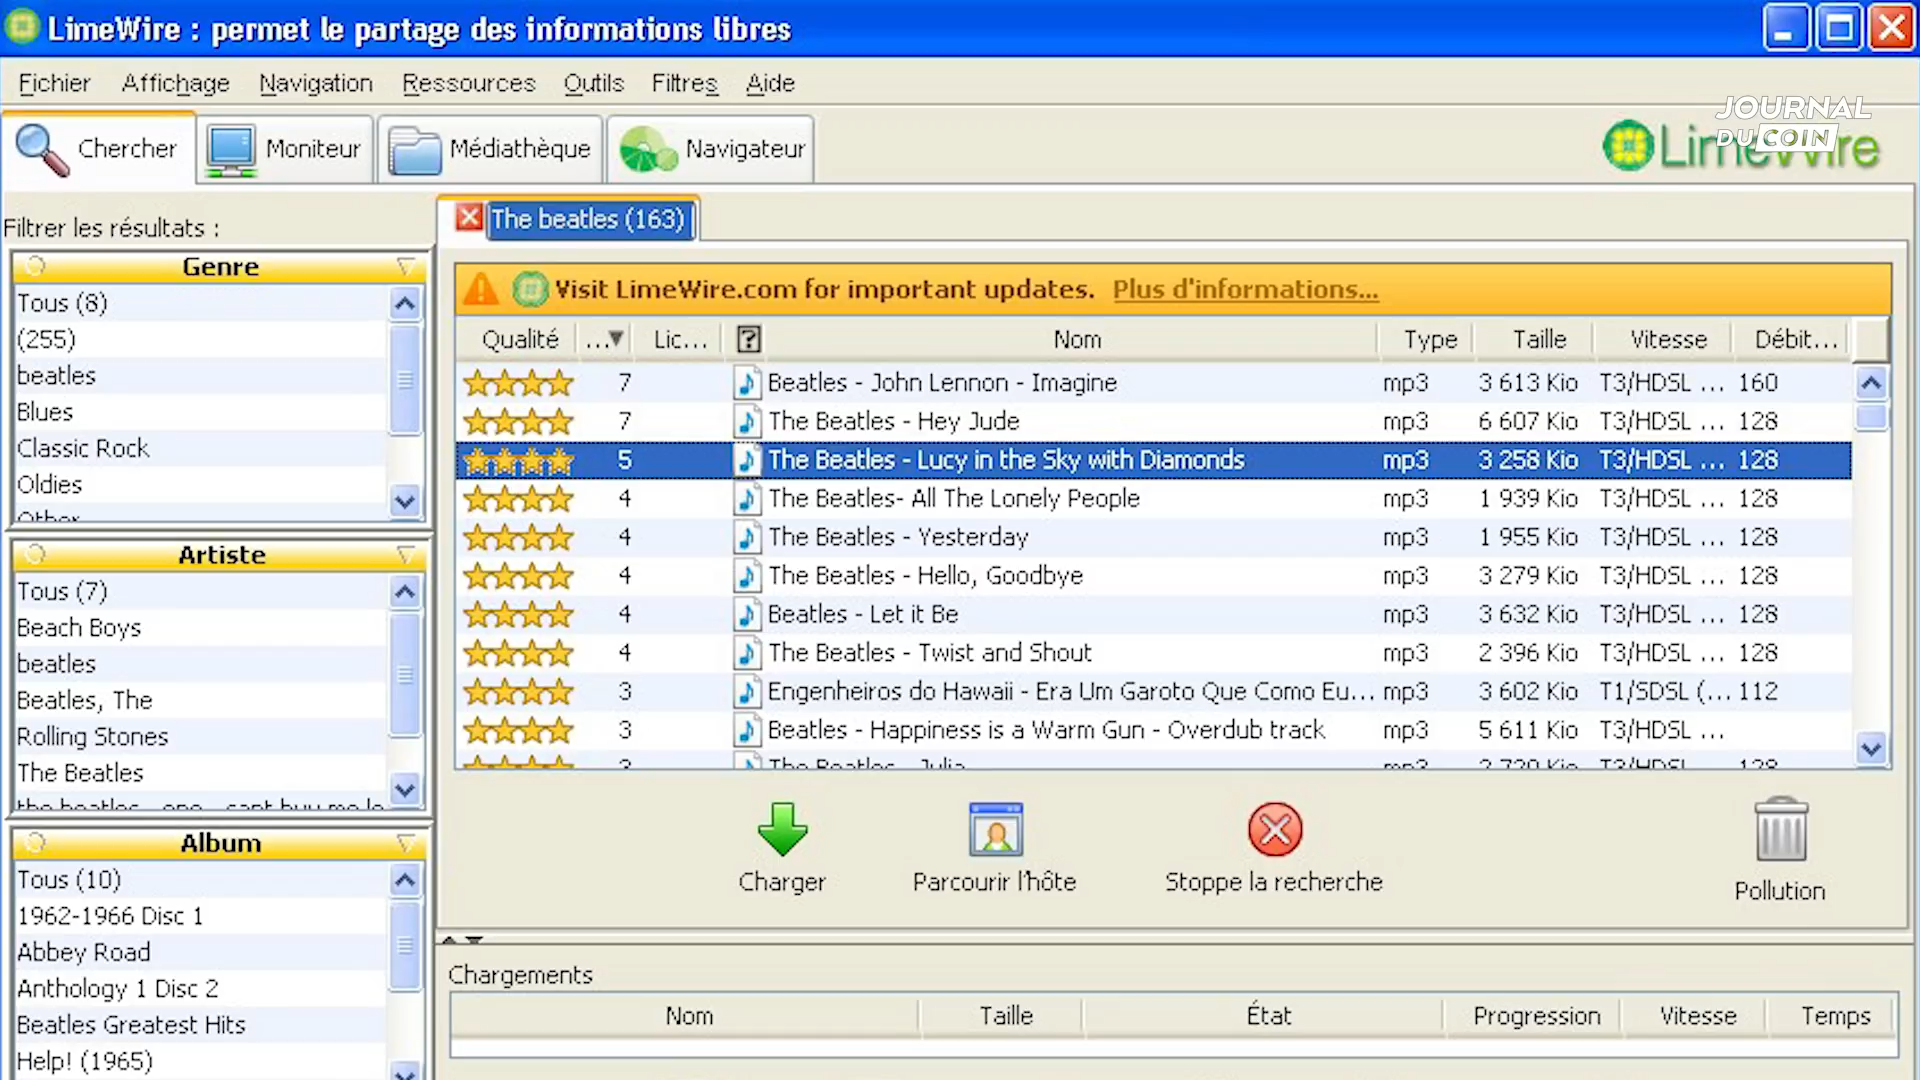 LimeWire : permet le partage des informations libres
Fichier Affichage Navigation Ressources Outils Filtres Aide
JOURNAL
DU COIN
Chercher Moniteur Médiathèque Navigateur LimeWire
Filtrer les résultats :
The beatles (163)
Genre
Tous (8)
(255)
beatles
Blues
Classic Rock
Oldies
Other
Artiste
Tous (7)
Beach Boys
beatles
Beatles, The
Rolling Stones
The Beatles
the beatles - one - cant buy me lo
Album
Tous (10)
1962-1966 Disc 1
Abbey Road
Anthology 1 Disc 2
Beatles Greatest Hits
Help! (1965)
Visit LimeWire.com for important updates. Plus d'informations...
Qualité ... Lic... ? Nom Type Taille Vitesse Débit...
7 Beatles - John Lennon - Imagine mp3 3 613 Kio T3/HDSL ... 160
7 The Beatles - Hey Jude mp3 6 607 Kio T3/HDSL ... 128
5 The Beatles - Lucy in the Sky with Diamonds mp3 3 258 Kio T3/HDSL ... 128
4 The Beatles- All The Lonely People mp3 1 939 Kio T3/HDSL ... 128
4 The Beatles - Yesterday mp3 1 955 Kio T3/HDSL ... 128
4 The Beatles - Hello, Goodbye mp3 3 279 Kio T3/HDSL ... 128
4 Beatles - Let it Be mp3 3 632 Kio T3/HDSL ... 128
4 The Beatles - Twist and Shout mp3 2 396 Kio T3/HDSL ... 128
3 Engenheiros do Hawaii - Era Um Garoto Que Como Eu... mp3 3 602 Kio T1/SDSL (... 112
3 Beatles - Happiness is a Warm Gun - Overdub track mp3 5 611 Kio T3/HDSL ...
3 The Beatles - Julia mp3 2 720 Kio T3/HDSL ... 128
Charger Parcourir l'hôte Stoppe la recherche Pollution
Chargements
Nom Taille État Progression Vitesse Temps